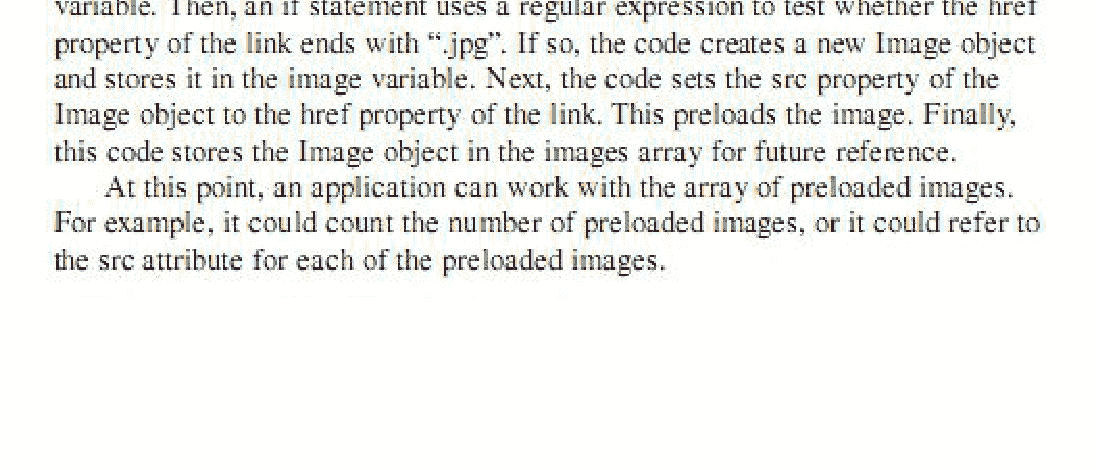 variable. Then, an if statement uses a regular expression to test whether the href
property of the link ends with “.jpg”. If so, the code creates a new Image object
and stores it in the image variable. Next, the code sets the src property of the
Image object to the href property of the link. This preloads the image. Finally,
this code stores the Image object in the images array for future reference.
At this point, an application can work with the array of preloaded images.
For example, it could count the number of preloaded images, or it could refer to
the src attribute for each of the preloaded images.